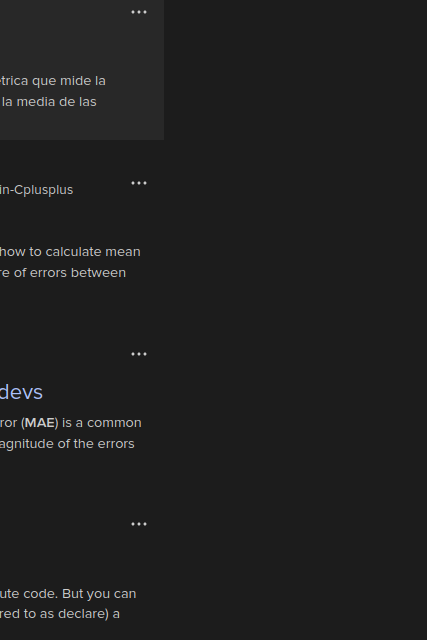 trica que mide la
la media de las
in-Cplusplus
how to calculate mean
re of errors between
devs
ror (MAE) is a common
agnitude of the errors
ute code. But you can
red to as declare) a